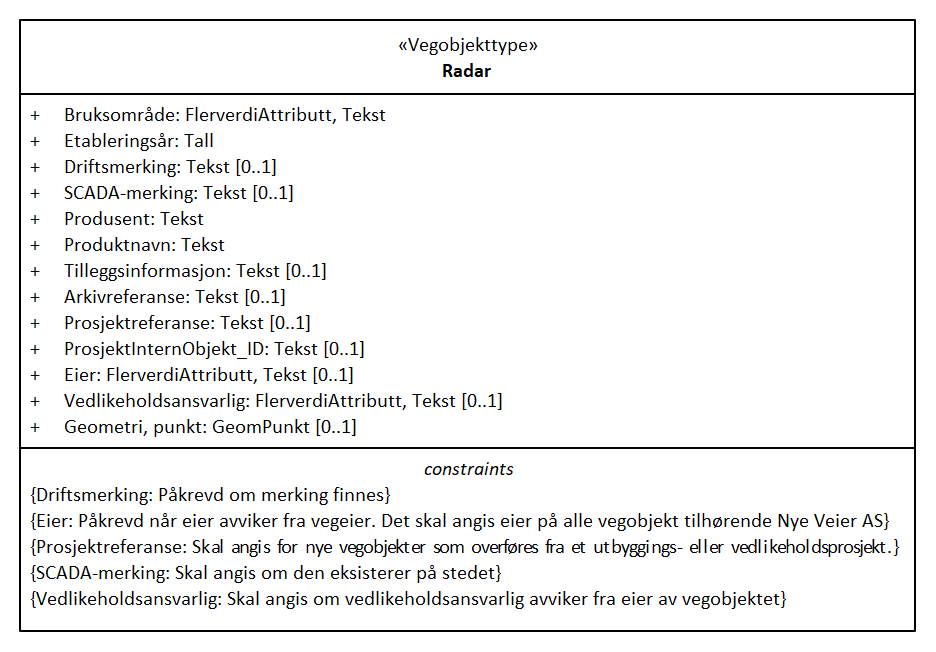 «Vegobjekttype»
Radar
+ Bruksområde: FlerverdiAttributt, Tekst
+ Etableringsår: Tall
+ Driftsmerking: Tekst [0..1]
+ SCADA-merking: Tekst [0..1]
+ Produsent: Tekst
+ Produktnavn: Tekst
+ Tilleggsinformasjon: Tekst [0..1]
+ Arkivreferanse: Tekst [0..1]
+ Prosjektreferanse: Tekst [0..1]
+ ProsjektInternObjekt_ID: Tekst [0..1]
+ Eier: FlerverdiAttributt, Tekst [0..1]
+ Vedlikeholdsansvarlig: FlerverdiAttributt, Tekst [0..1]
+ Geometri, punkt: GeomPunkt [0..1]
constraints
{Driftsmerking: Påkrevd om merking finnes}
{Eier: Påkrevd når eier avviker fra vegeier. Det skal angis eier på alle vegobjekt tilhørende Nye Veier AS}
{Prosjektreferanse: Skal angis for nye vegobjekter som overføres fra et utbyggings- eller vedlikeholdsprosjekt.}
{SCADA-merking: Skal angis om den eksisterer på stedet}
{Vedlikeholdsansvarlig: Skal angis om vedlikeholdsansvarlig avviker fra eier av vegobjektet}